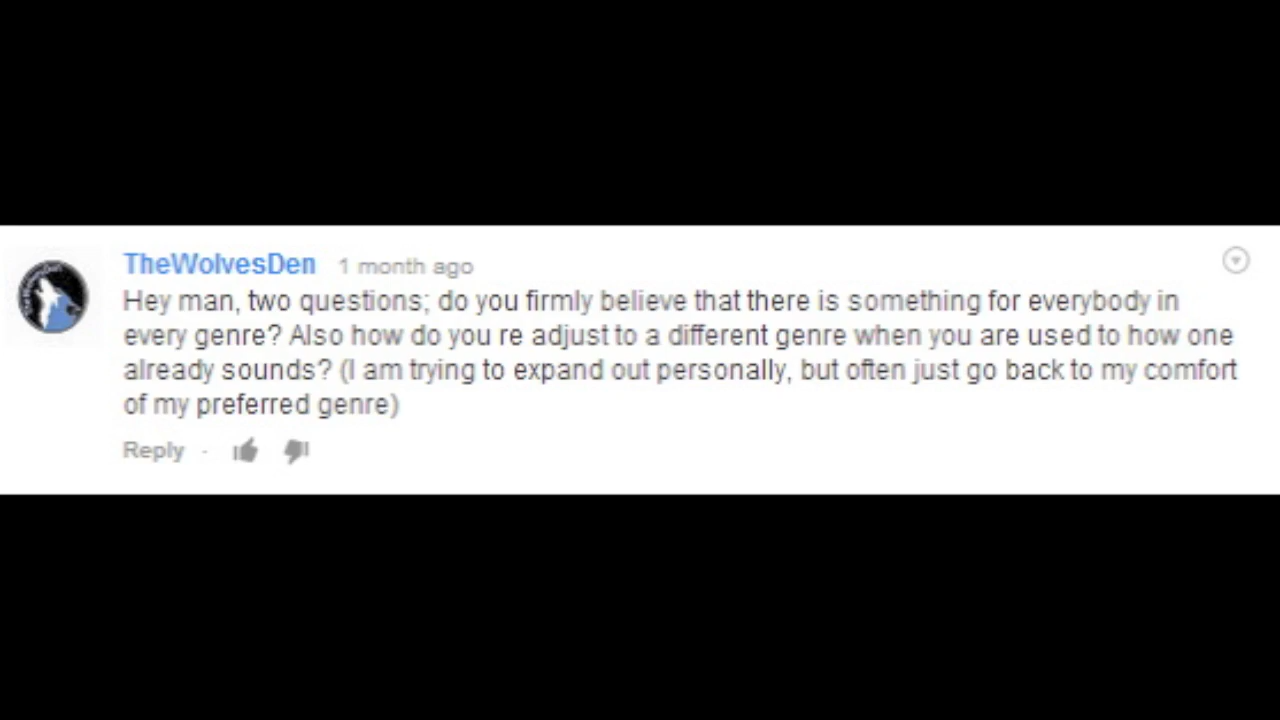 TheWolvesDen 1 month ago
Hey man, two questions; do you firmly believe that there is something for everybody in
every genre? Also how do you re adjust to a different genre when you are used to how one
already sounds? (I am trying to expand out personally, but often just go back to my comfort
of my preferred genre)
Reply ·